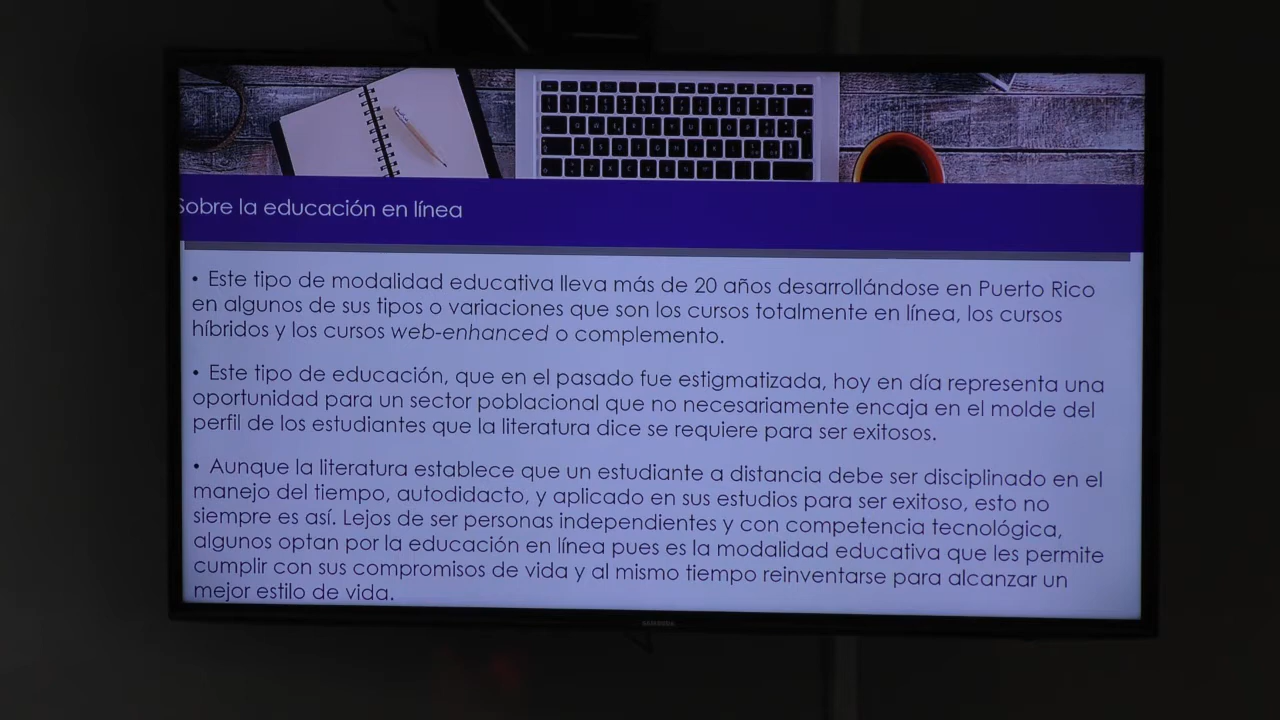 Sobre la educación en línea
• Este tipo de modalidad educativa lleva más de 20 años desarrollándose en Puerto Rico
en algunos de sus tipos o variaciones que son los cursos totalmente en línea, los cursos
híbridos y los cursos web-enhanced o complemento.
• Este tipo de educación, que en el pasado fue estigmatizada, hoy en día representa una
oportunidad para un sector poblacional que no necesariamente encaja en el molde del
perfil de los estudiantes que la literatura dice se requiere para ser exitosos.
• Aunque la literatura establece que un estudiante a distancia debe ser disciplinado en el
manejo del tiempo, autodidacto, y aplicado en sus estudios para ser exitoso, esto no
siempre es así. Lejos de ser personas independientes y con competencia tecnológica,
algunos optan por la educación en línea pues es la modalidad educativa que les permite
cumplir con sus compromisos de vida y al mismo tiempo reinventarse para alcanzar un
mejor estilo de vida.
SAMSUNG